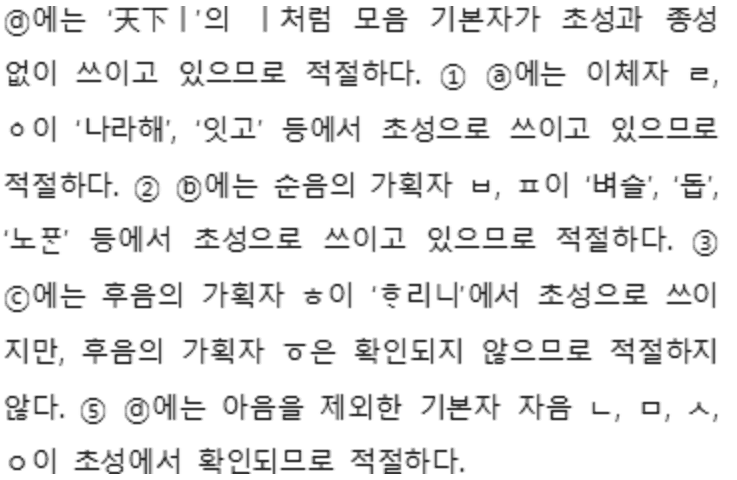 ⓓ에는 ‘天下ㅣ’의 ㅣ처럼 모음 기본자가 초성과 종성
없이 쓰이고 있으므로 적절하다. ① ⓐ에는 이체자 ㄹ,
ㆁ이 ‘나라해’, ‘잇고’ 등에서 초성으로 쓰이고 있으므로
적절하다. ② ⓑ에는 순음의 가획자 ㅂ, ㅍ이 ‘벼슬’, ‘돕’,
‘노ᄑᆞᆫ’ 등에서 초성으로 쓰이고 있으므로 적절하다. ③
ⓒ에는 후음의 가획자 ㅎ이 ‘ᄒᆞ리니’에서 초성으로 쓰이
지만, 후음의 가획자 ㆆ은 확인되지 않으므로 적절하지
않다. ⑤ ⓓ에는 아음을 제외한 기본자 자음 ㄴ, ㅁ, ㅅ,
ㅇ이 초성에서 확인되므로 적절하다.